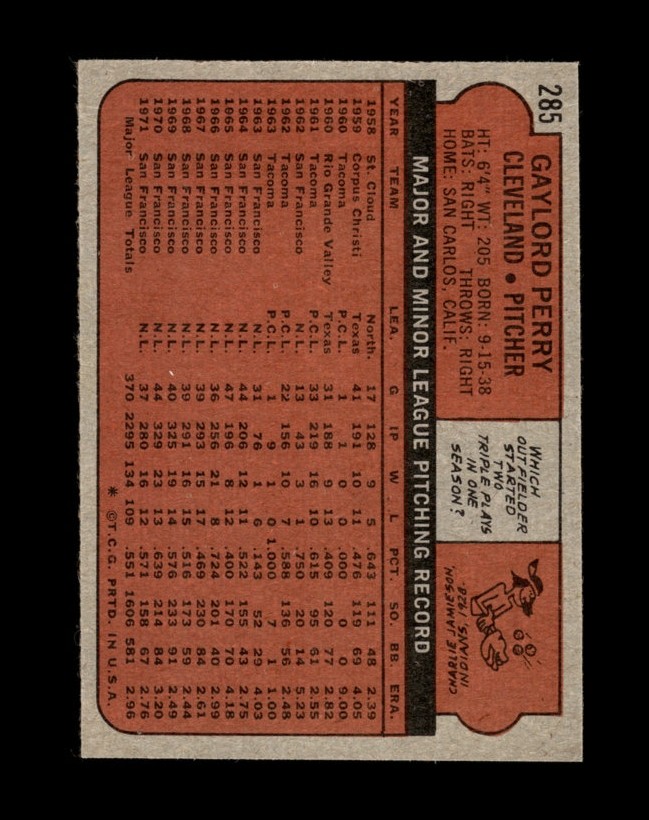 285
GAYLORD PERRY
CLEVELAND • PITCHER
HT: 6'4" WT: 205 BORN: 9-15-38
BATS: RIGHT THROWS: RIGHT
HOME: SAN CARLOS, CALIF.
WHICH
OUTFIELDER
STARTED
TWO
TRIPLE PLAYS
IN ONE
SEASON?
CHARLIE JAMIESON
INDIANS, 1928.
MAJOR AND MINOR LEAGUE PITCHING RECORD
YEAR TEAM LEA. G IP W L PCT. SO. BB. ERA.
1958 St. Cloud North. 17 128 9 5 .643 111 48 2.39
1959 Corpus Christi Texas 41 191 10 11 .476 119 69 4.05
1960 Tacoma P.C.L. 1 1 0 0 .000 0 0 9.00
1960 Rio Grande Valley Texas 31 188 9 13 .409 120 77 2.82
1961 Tacoma P.C.L. 33 219 16 10 .615 95 61 2.55
1962 San Francisco N.L. 13 43 3 1 .750 20 14 5.23
1962 Tacoma P.C.L. 22 156 10 7 .588 136 56 2.48
1963 Tacoma P.C.L. 1 9 1 0 1.000 7 1 1.00
1963 San Francisco N.L. 31 76 1 6 .143 52 29 4.03
1964 San Francisco N.L. 44 206 12 11 .522 155 43 2.75
1965 San Francisco N.L. 47 196 8 12 .400 170 70 4.18
1966 San Francisco N.L. 36 256 21 8 .724 201 40 2.99
1967 San Francisco N.L. 39 293 15 17 .469 230 84 2.61
1968 San Francisco N.L. 39 291 16 15 .516 173 59 2.44
1969 San Francisco N.L. 40 325 19 14 .576 233 91 2.49
1970 San Francisco N.L. 44 329 23 13 .639 214 84 3.20
1971 San Francisco N.L. 37 280 16 12 .571 158 67 2.76
Major League Totals 370 2295 134 109 .551 1606 581 2.96
* © T.C.G. PRTD. IN U.S.A.